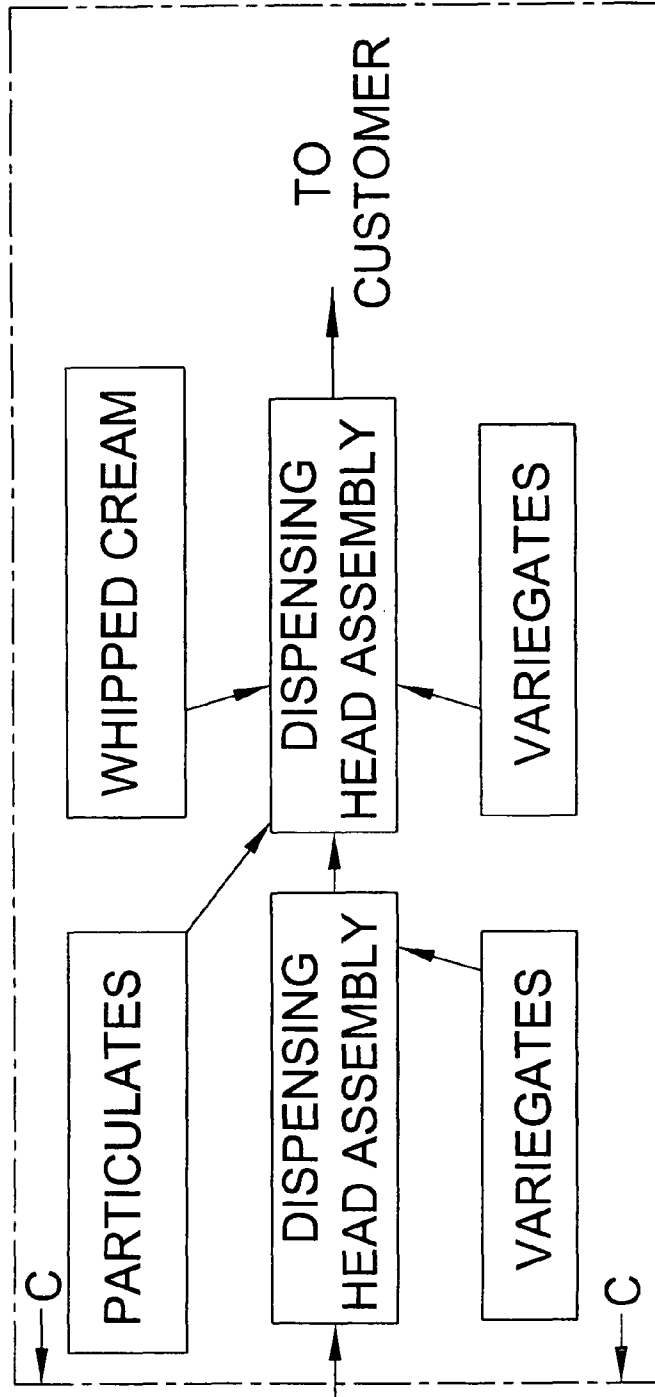 C
PARTICULATES
WHIPPED CREAM
DISPENSING
HEAD ASSEMBLY
DISPENSING
HEAD ASSEMBLY
TO
CUSTOMER
VARIEGATES
VARIEGATES
C